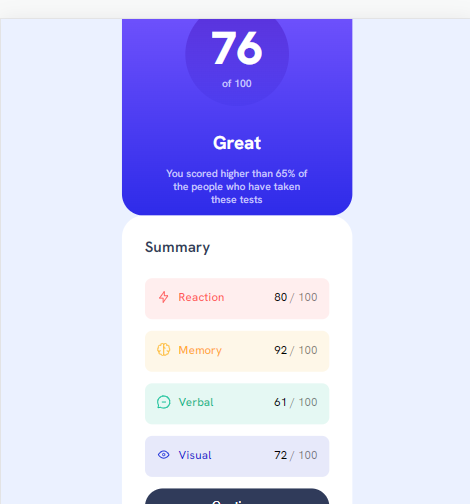 76
of 100
Great
You scored higher than 65% of
the people who have taken
these tests
Summary
Reaction 80 / 100
Memory 92 / 100
Verbal 61 / 100
Visual 72 / 100